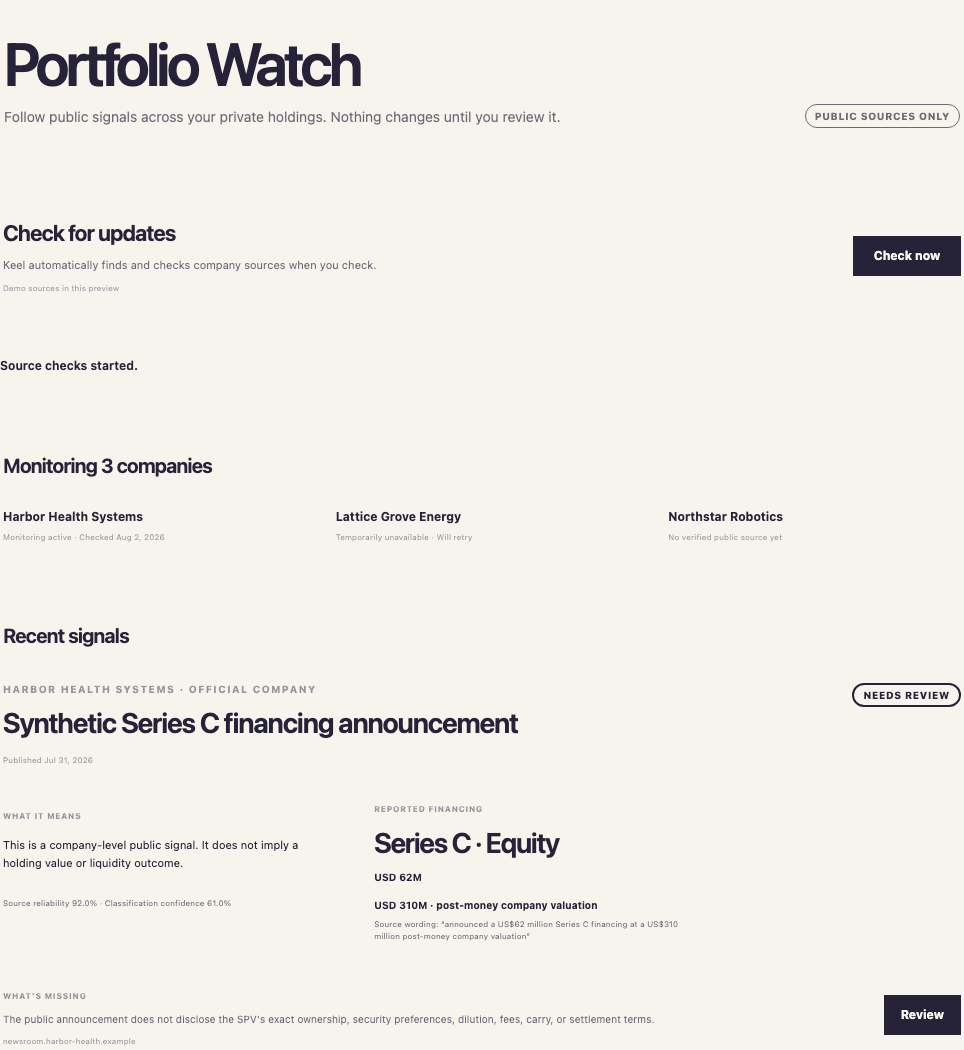 Portfolio Watch
Follow public signals across your private holdings. Nothing changes until you review it.
PUBLIC SOURCES ONLY
Check for updates
Keel automatically finds and checks company sources when you check.
Demo sources in this preview
Check now
Source checks started.
Monitoring 3 companies
Harbor Health Systems
Monitoring active · Checked Aug 2, 2026
Lattice Grove Energy
Temporarily unavailable · Will retry
Northstar Robotics
No verified public source yet
Recent signals
HARBOR HEALTH SYSTEMS · OFFICIAL COMPANY
NEEDS REVIEW
Synthetic Series C financing announcement
Published Jul 31, 2026
WHAT IT MEANS
This is a company-level public signal. It does not imply a
holding value or liquidity outcome.
Source reliability 92.0% · Classification confidence 61.0%
REPORTED FINANCING
Series C · Equity
USD 62M
USD 310M · post-money company valuation
Source wording: "announced a US$62 million Series C financing at a US$310
million post-money company valuation"
WHAT'S MISSING
The public announcement does not disclose the SPV's exact ownership, security preferences, dilution, fees, carry, or settlement terms.
newsroom.harbor-health.example
Review